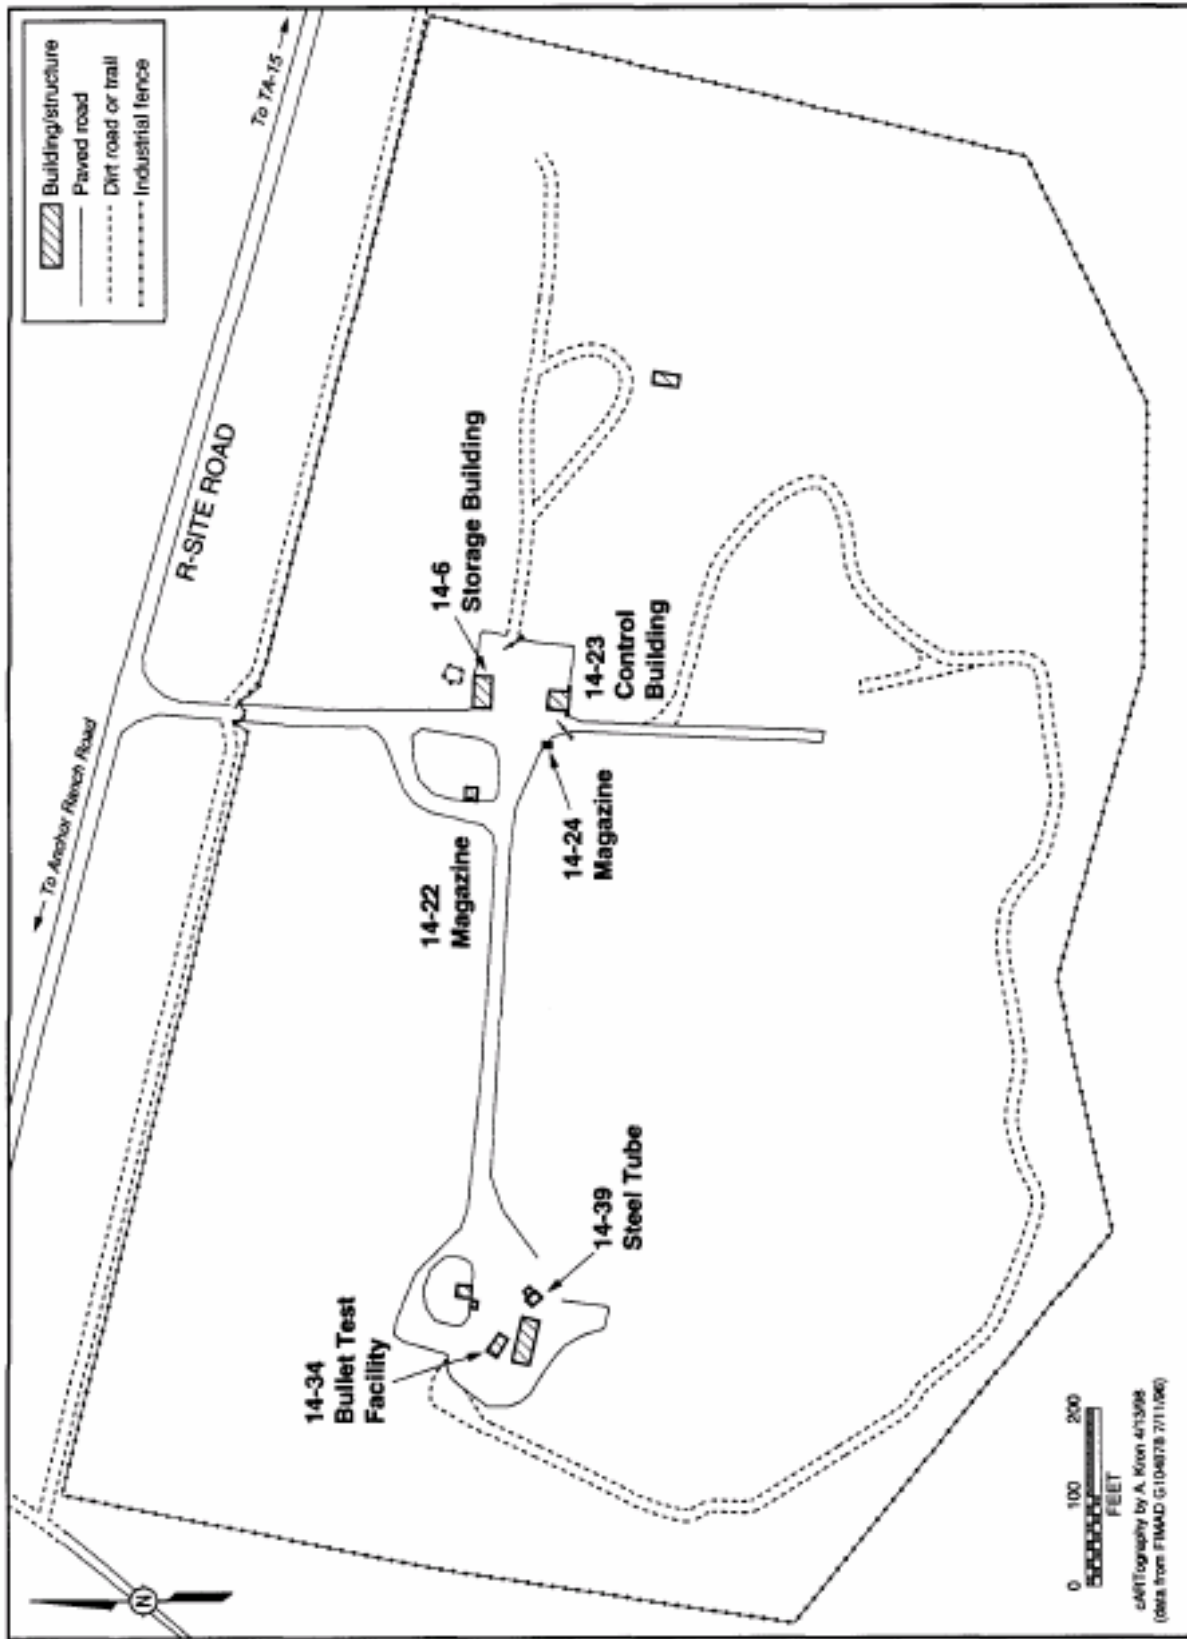 Building/structure
Paved road
Dirt road or trail
Industrial fence
To TA-15
R-SITE ROAD
To Anchor Ranch Road
14-6
Storage Building
14-23
Control
Building
14-22
Magazine
14-24
Magazine
14-34
Bullet Test
Facility
14-39
Steel Tube
N
0 100 200
FEET
cARTography by A. Kron 4/13/98
(data from FIMAD G104878 7/11/96)